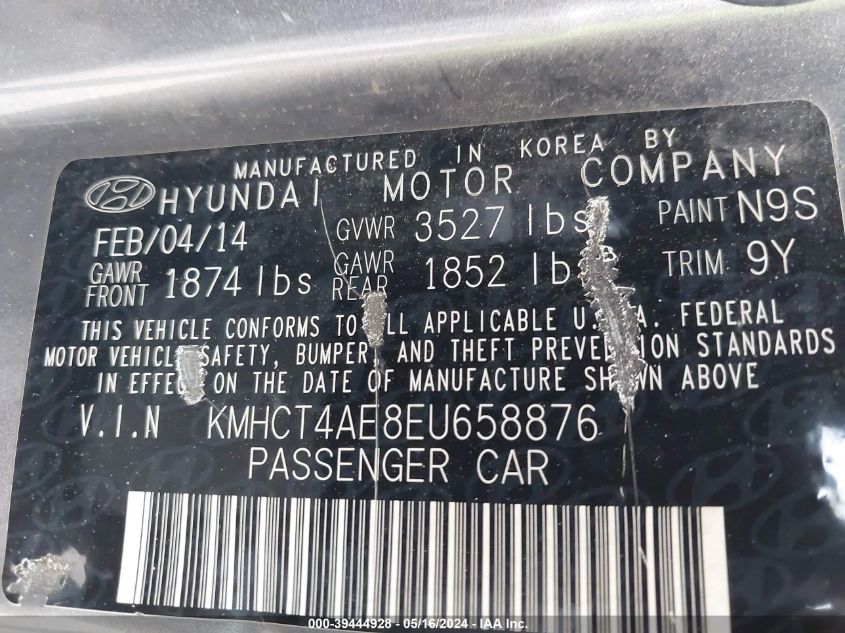 MANUFACTURED IN KOREA BY
HYUNDAI MOTOR COMPANY
FEB/04/14 GVWR 3527 lbs PAINT N9S
GAWR FRONT 1874 lbs GAWR REAR 1852 lbs TRIM 9Y
THIS VEHICLE CONFORMS TO ALL APPLICABLE U.S.A. FEDERAL
MOTOR VEHICLE SAFETY, BUMPER, AND THEFT PREVENTION STANDARDS
IN EFFECT ON THE DATE OF MANUFACTURE SHOWN ABOVE
V.I.N KMHCT4AE8EU658876
PASSENGER CAR
000-39444928 - 05/16/2024 - IAA Inc.